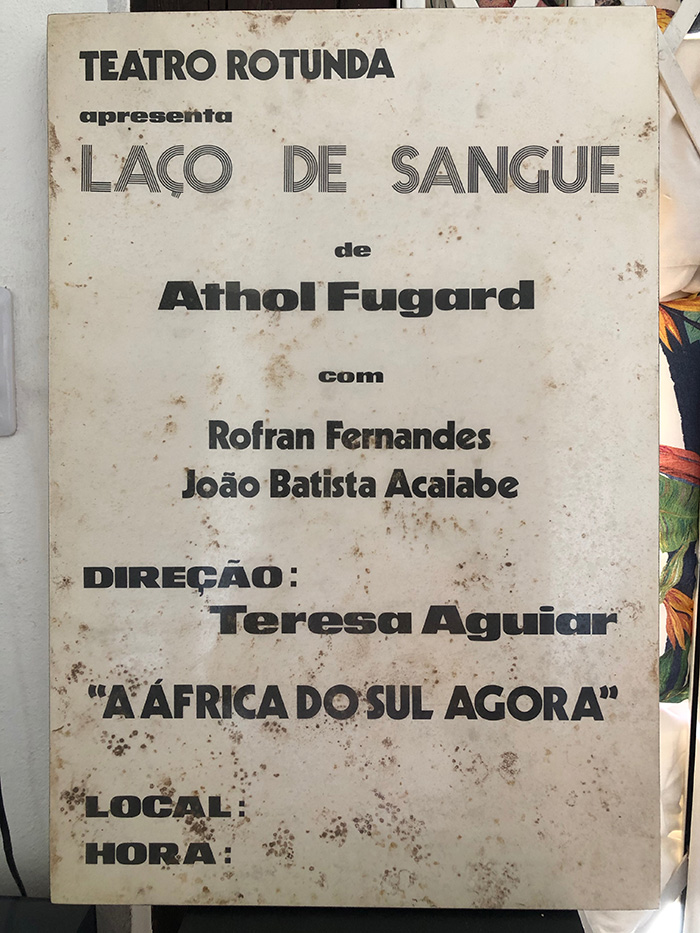 TEATRO ROTUNDA
apresenta
LAÇO DE SANGUE
de
Athol Fugard
com
Rofran Fernandes
João Batista Acaiabe
DIREÇÃO:
Teresa Aguiar
"A ÁFRICA DO SUL AGORA"
LOCAL:
HORA: